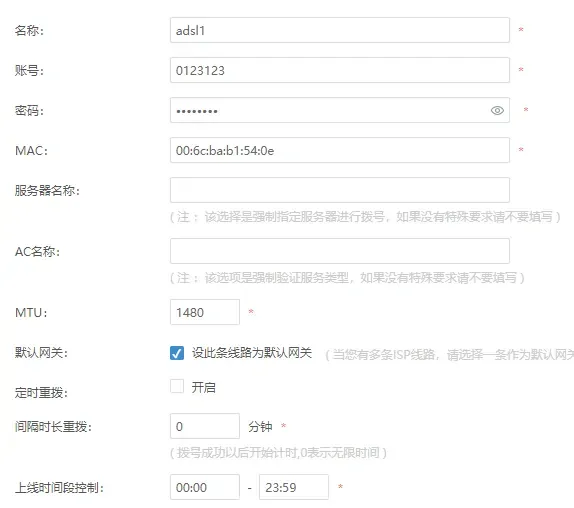 名称： adsl1 *
账号： 0123123 *
密码： •••••••• *
MAC： 00:6c:ba:b1:54:0e *
服务器名称：
( 注 ： 该选择是强制指定服务器进行拨号，如果没有特殊要求请不要填写 )
AC名称：
( 注 ： 该选项是强制验证服务类型，如果没有特殊要求请不要填写 )
MTU： 1480 *
默认网关： 设此条线路为默认网关 ( 当您有多条ISP线路，请选择一条作为默认网关
定时重拨： 开启
间隔时长重拨： 0 分钟 *
( 拨号成功以后开始计时,0表示无限时间 )
上线时间段控制： 00:00 - 23:59 *